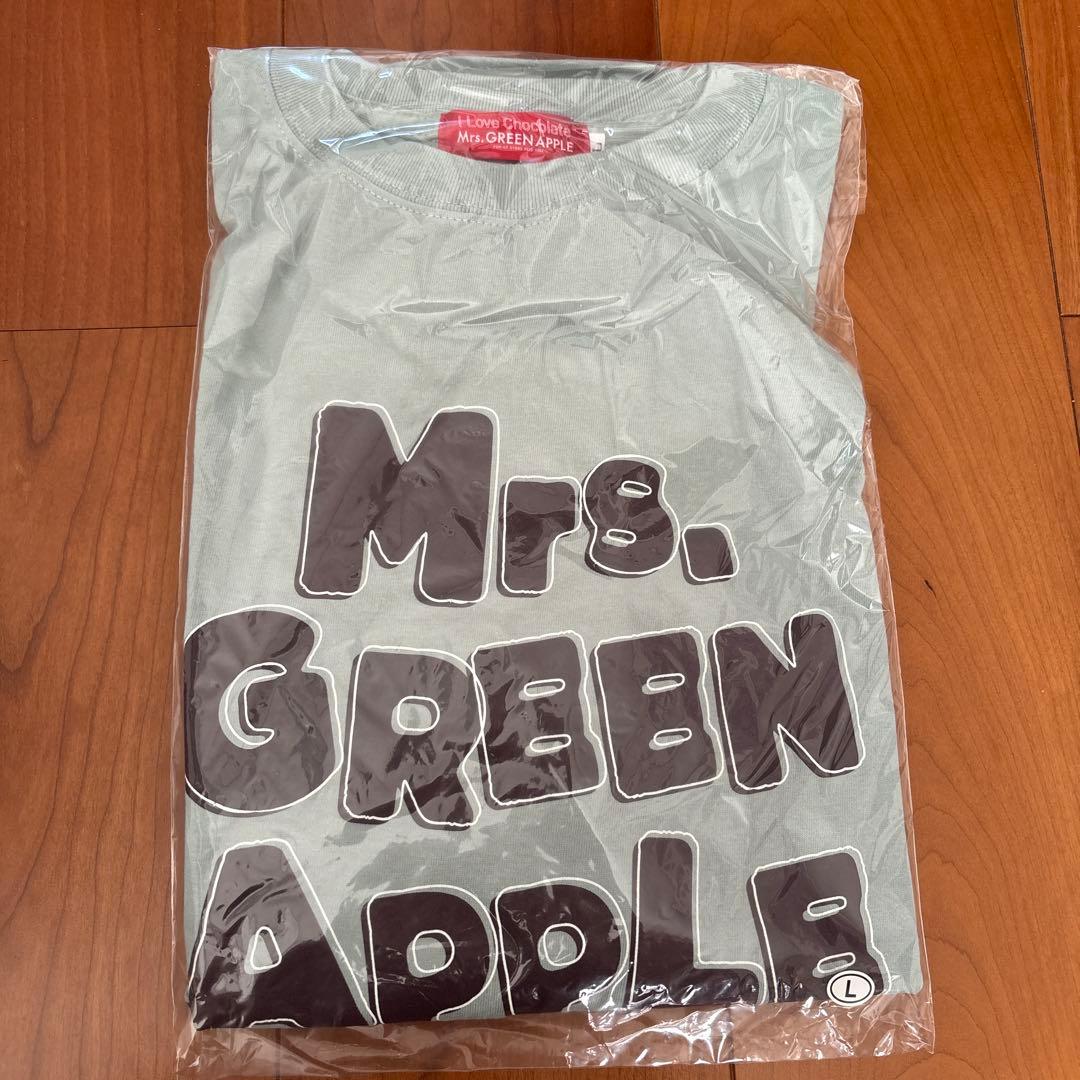 I Love Chocolate
Mrs. GREEN APPLE
Mrs.
GREEN
APPLE
L